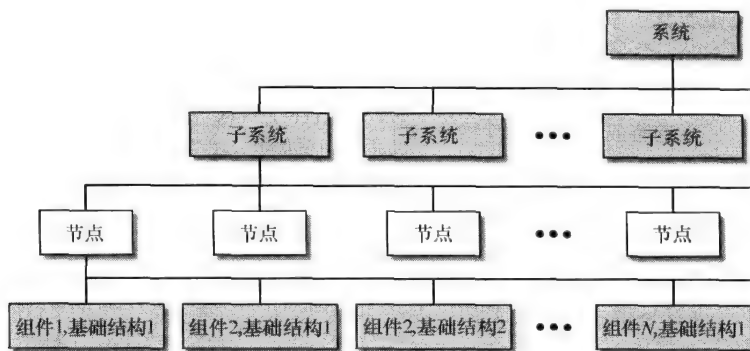 系统
子系统 子系统 ••• 子系统
节点 节点 节点 ••• 节点
组件1,基础结构1 组件2,基础结构1 组件2,基础结构2 ••• 组件N,基础结构1